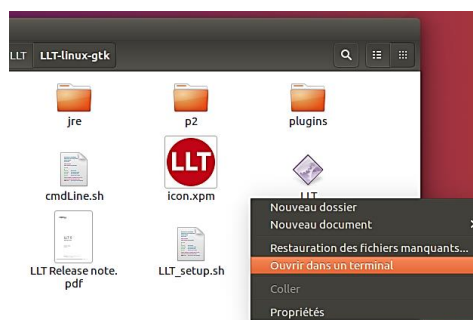 LLT LLT-linux-gtk
jre
p2
plugins
LLT
cmdLine.sh
icon.xpm
LLT
LLT Release note.
pdf
LLT_setup.sh
Nouveau dossier
Nouveau document
Restauration des fichiers manquants...
Ouvrir dans un terminal
Coller
Propriétés